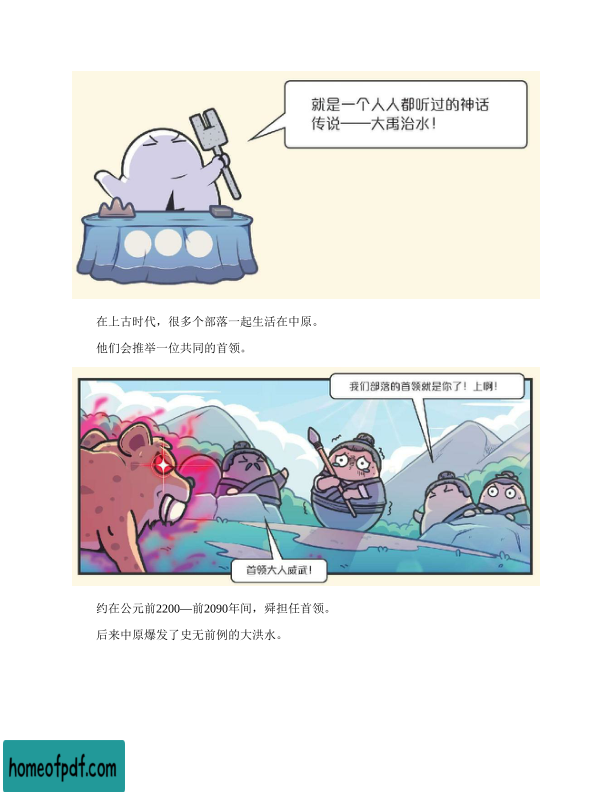 就是一个人人都听过的神话
传说——大禹治水！
在上古时代，很多个部落一起生活在中原。
他们会推举一位共同的首领。
我们部落的首领就是你了！上啊！
首领大人威武！
约在公元前2200—前2090年间，舜担任首领。
后来中原爆发了史无前例的大洪水。
homeofpdf.com